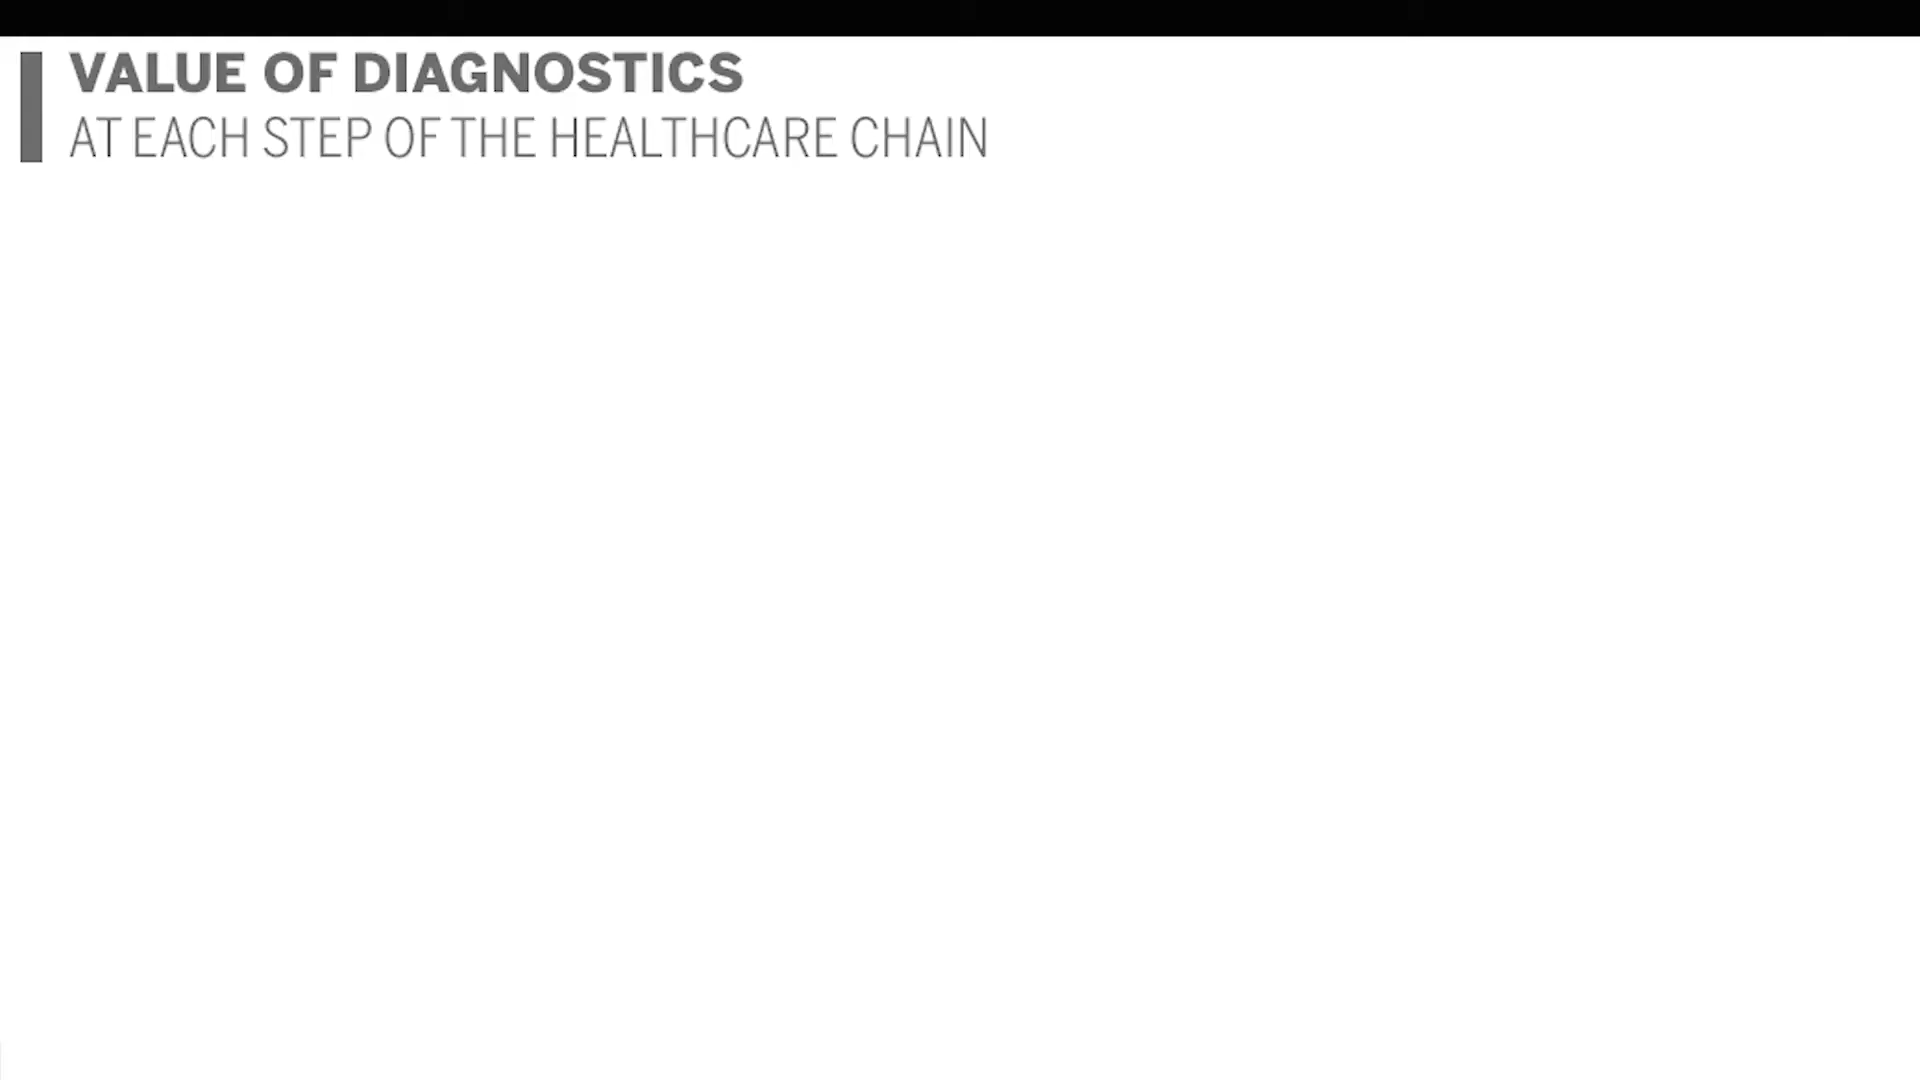 VALUE OF DIAGNOSTICS
AT EACH STEP OF THE HEALTHCARE CHAIN